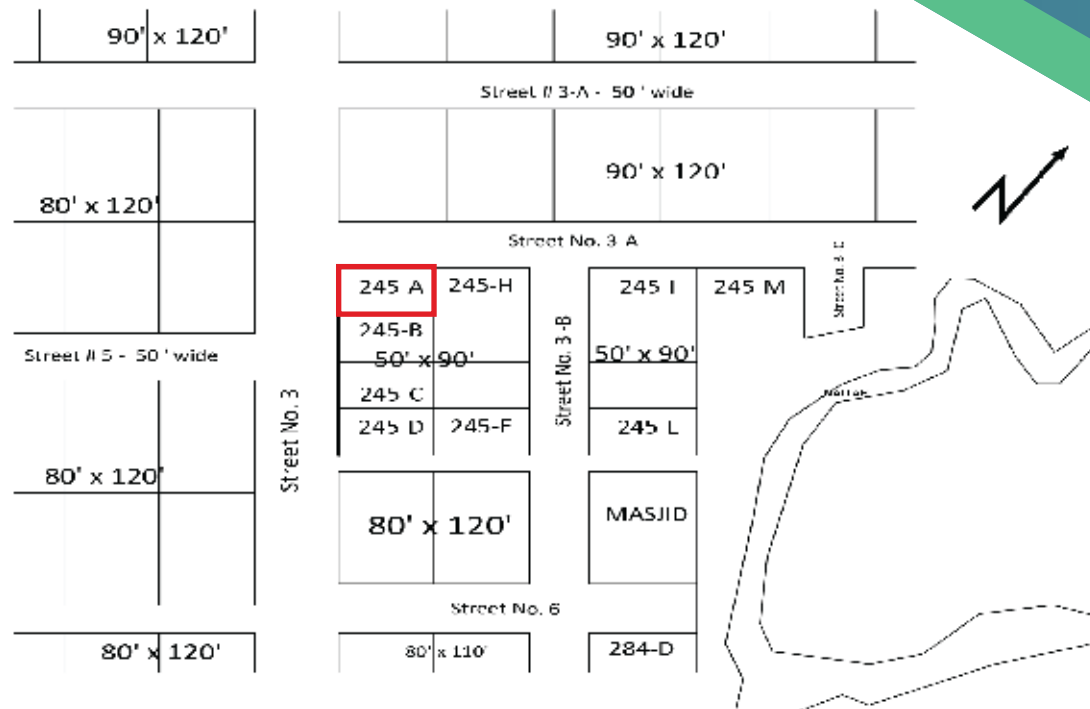 90' x 120'
90' x 120'
Street # 3-A - 50 ' wide
90' x 120'
80' x 120'
Street No. 3 A
245 A
245-H
245 I
245 M
245-B
50' x 90'
50' x 90'
Street # 5 - 50 ' wide
Street No. 3 -B
245 C
Street No. 3
245 D
245-F
245 L
80' x 120'
80' x 120'
MASJID
Street No. 6
80' x 120'
80' x 110'
284-D